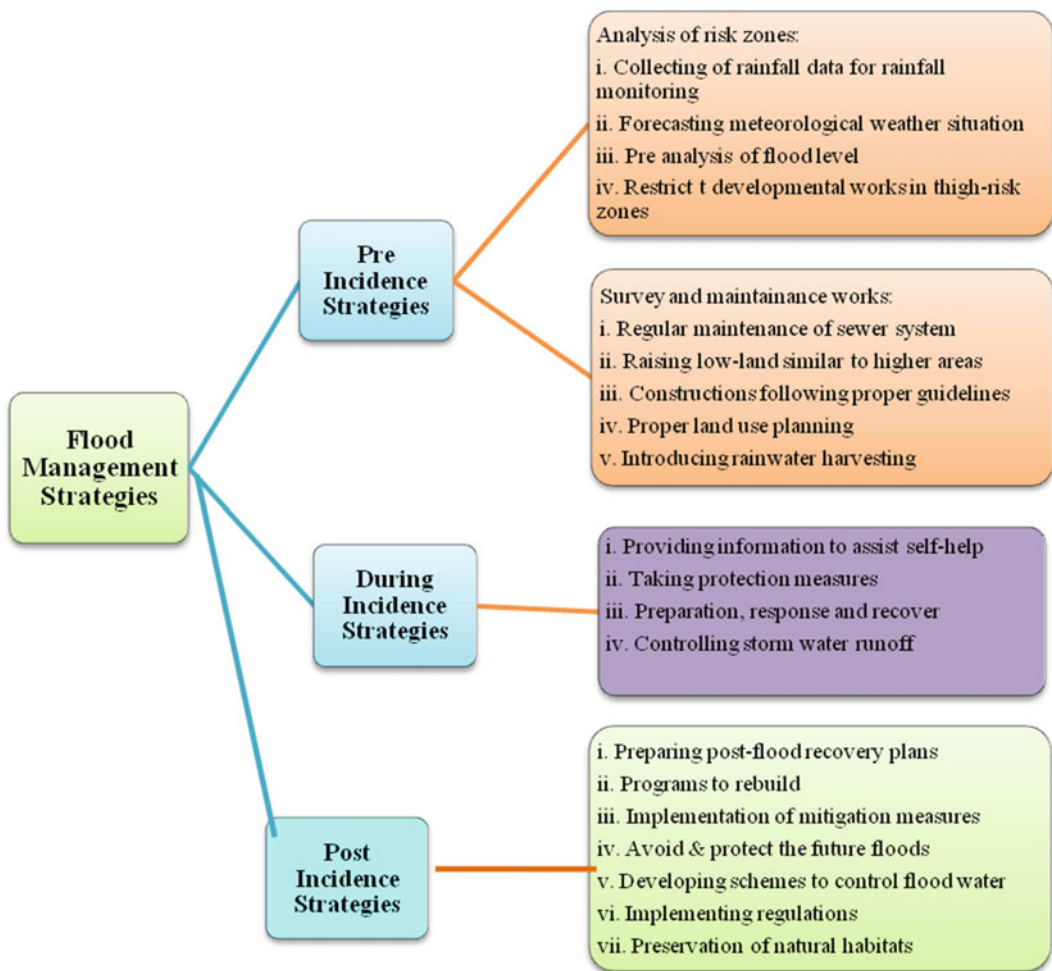 Flood
Management
Strategies
Pre
Incidence
Strategies
Analysis of risk zones:
i. Collecting of rainfall data for rainfall
monitoring
ii. Forecasting meteorological weather situation
iii. Pre analysis of flood level
iv. Restrict t developmental works in thigh-risk
zones
Survey and maintainance works:
i. Regular maintenance of sewer system
ii. Raising low-land similar to higher areas
iii. Constructions following proper guidelines
iv. Proper land use planning
v. Introducing rainwater harvesting
During
Incidence
Strategies
i. Providing information to assist self-help
ii. Taking protection measures
iii. Preparation, response and recover
iv. Controlling storm water runoff
Post
Incidence
Strategies
i. Preparing post-flood recovery plans
ii. Programs to rebuild
iii. Implementation of mitigation measures
iv. Avoid & protect the future floods
v. Developing schemes to control flood water
vi. Implementing regulations
vii. Preservation of natural habitats